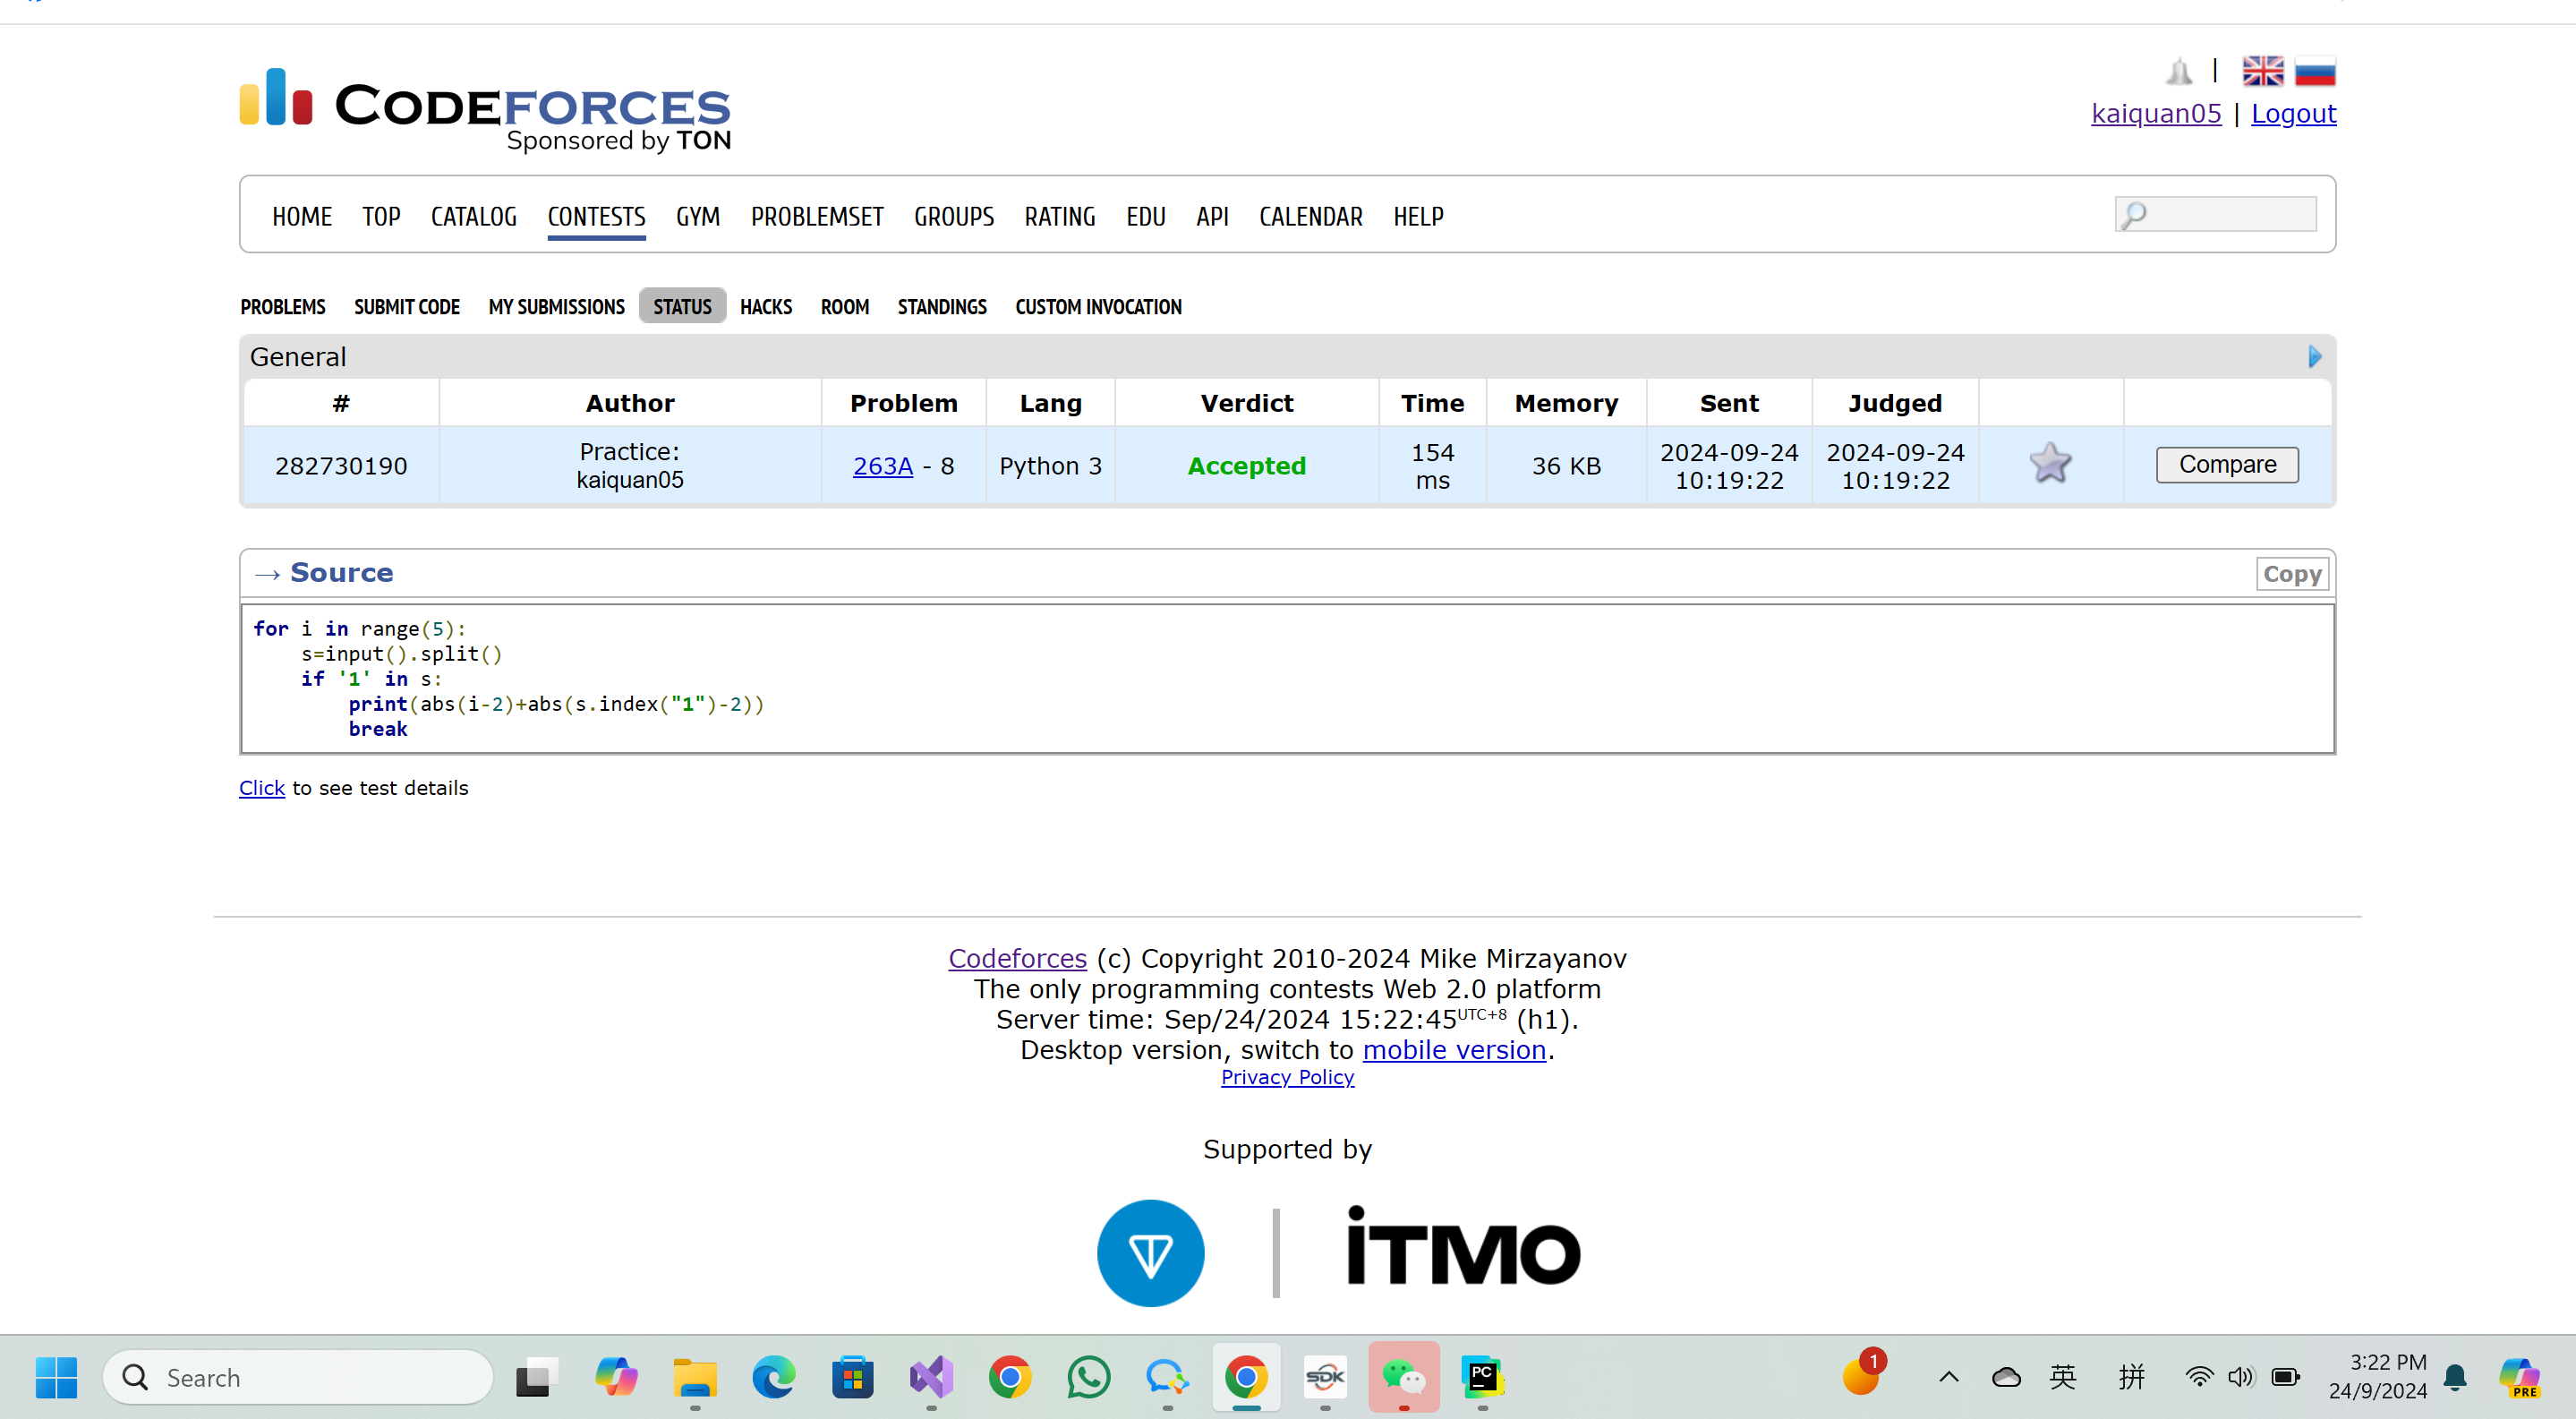 CODEFORCES
Sponsored by TON
|
kaiquan05 | Logout
HOME TOP CATALOG CONTESTS GYM PROBLEMSET GROUPS RATING EDU API CALENDAR HELP
PROBLEMS SUBMIT CODE MY SUBMISSIONS STATUS HACKS ROOM STANDINGS CUSTOM INVOCATION
General
# Author Problem Lang Verdict Time Memory Sent Judged
282730190 Practice: kaiquan05 263A - 8 Python 3 Accepted 154 ms 36 KB 2024-09-24 10:19:22 2024-09-24 10:19:22 Compare
→ Source Copy
for i in range(5):
    s=input().split()
    if '1' in s:
        print(abs(i-2)+abs(s.index("1")-2))
        break
Click to see test details
Codeforces (c) Copyright 2010-2024 Mike Mirzayanov
The only programming contests Web 2.0 platform
Server time: Sep/24/2024 15:22:45UTC+8 (h1).
Desktop version, switch to mobile version.
Privacy Policy
Supported by
iTMO
Search SDK PC 1 英 拼 3:22 PM
24/9/2024
PRE